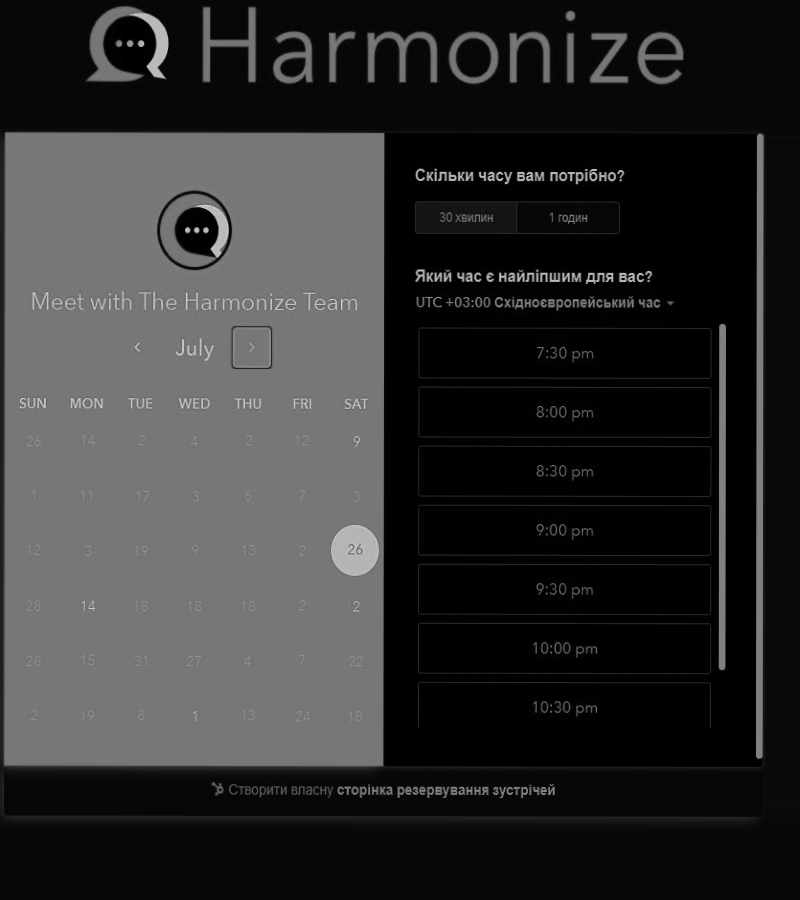 Harmonize
Meet with The Harmonize Team
July
SUN MON TUE WED THU FRI SAT
26 14 2 4 2 12 9
1 11 17 3 6 7 3
12 3 19 9 13 2 26
28 14 18 18 18 2 2
28 15 31 27 4 7 22
2 19 8 1 13 24 18
Скільки часу вам потрібно?
30 хвилин 1 годин
Який час є найліпшим для вас?
UTC +03:00 Східноєвропейський час
7:30 pm
8:00 pm
8:30 pm
9:00 pm
9:30 pm
10:00 pm
10:30 pm
Створити власну сторінка резервування зустрічей